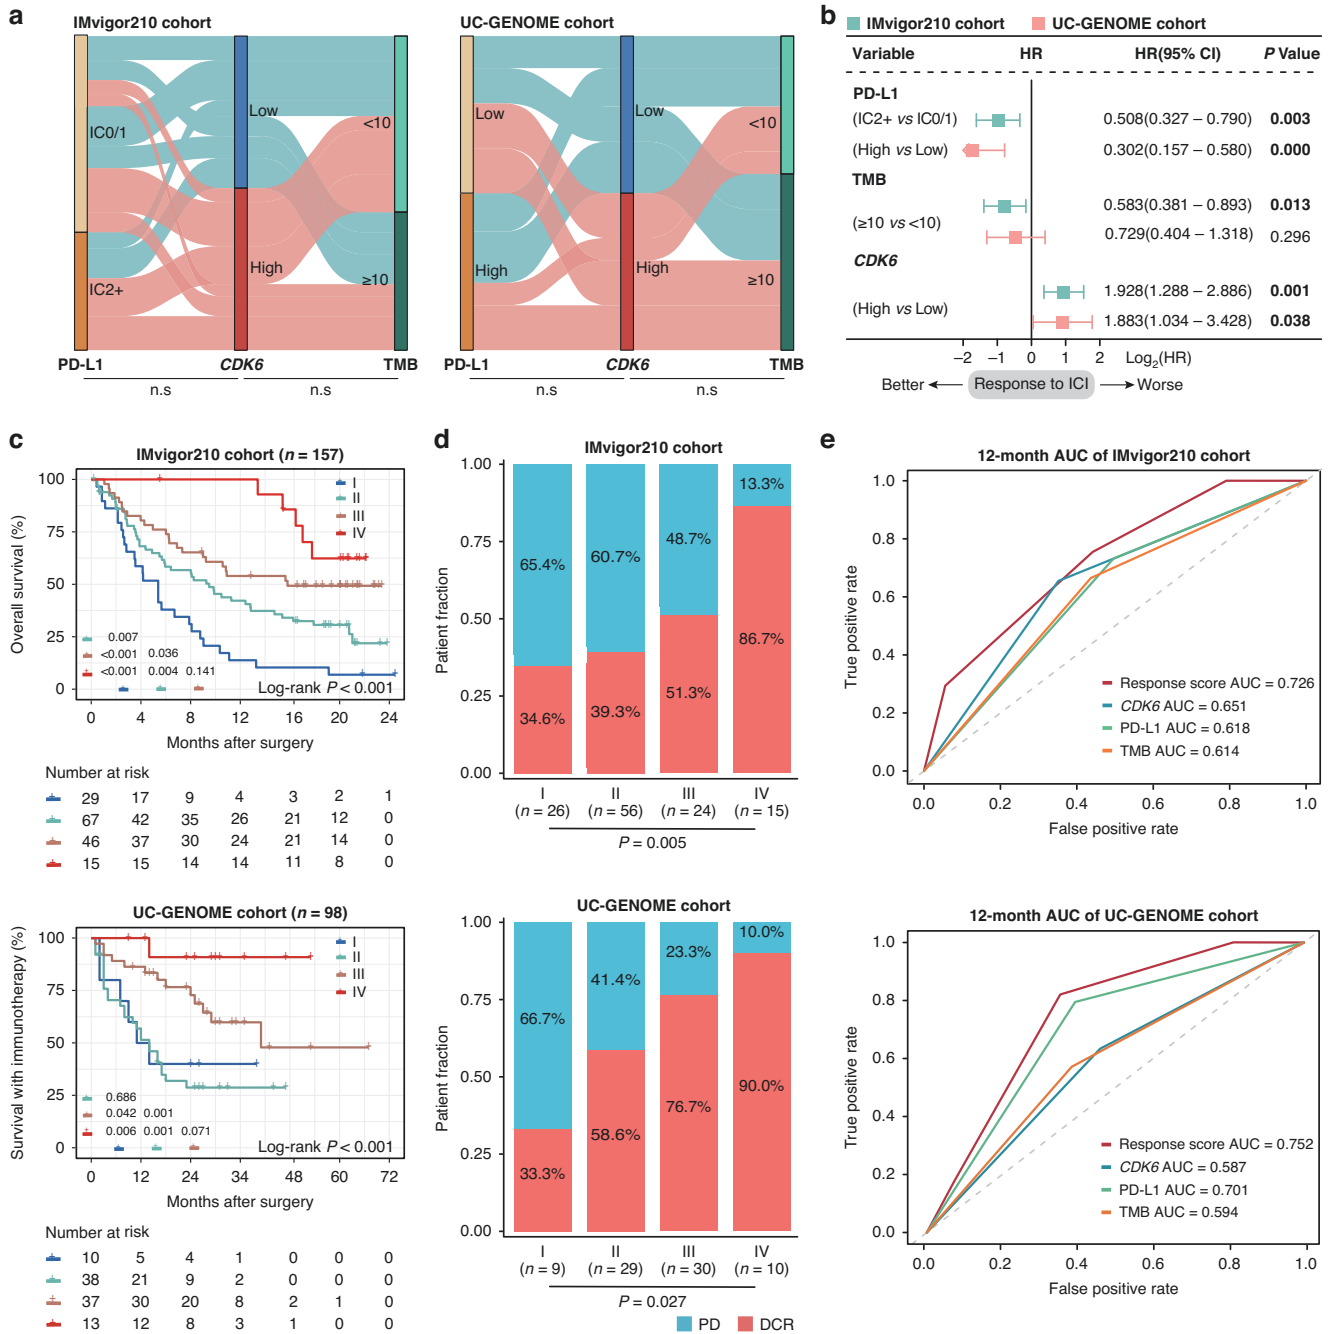 a
IMvigor210 cohort
IC0/1
IC2+
Low
High
<10
≥10
PD-L1 CDK6 TMB
n.s n.s
UC-GENOME cohort
Low
High
Low
High
<10
≥10
PD-L1 CDK6 TMB
n.s n.s
b
IMvigor210 cohort UC-GENOME cohort
Variable HR HR(95% CI) P Value
PD-L1
(IC2+ vs IC0/1) 0.508(0.327 – 0.790) 0.003
(High vs Low) 0.302(0.157 – 0.580) 0.000
TMB
(≥10 vs <10) 0.583(0.381 – 0.893) 0.013
0.729(0.404 – 1.318) 0.296
CDK6
(High vs Low) 1.928(1.288 – 2.886) 0.001
1.883(1.034 – 3.428) 0.038
−2 −1 0 1 2 Log2(HR)
Better Response to ICI Worse
c
IMvigor210 cohort (n = 157)
Overall survival (%)
100
75
50
25
0
I
II
III
IV
0.007
<0.001 0.036
<0.001 0.004 0.141
Log-rank P < 0.001
0 4 8 12 16 20 24
Months after surgery
Number at risk
29 17 9 4 3 2 1
67 42 35 26 21 12 0
46 37 30 24 21 14 0
15 15 14 14 11 8 0
UC-GENOME cohort (n = 98)
Survival with immunotherapy (%)
100
75
50
25
0
I
II
III
IV
0.686
0.042 0.001
0.006 0.001 0.071
Log-rank P < 0.001
0 12 24 34 48 60 72
Months after surgery
Number at risk
10 5 4 1 0 0 0
38 21 9 2 0 0 0
37 30 20 8 2 1 0
13 12 8 3 1 0 0
d
IMvigor210 cohort
Patient fraction
1.00
0.75
0.50
0.25
0.00
65.4% 60.7% 48.7% 13.3%
34.6% 39.3% 51.3% 86.7%
I II III IV
(n = 26) (n = 56) (n = 24) (n = 15)
P = 0.005
UC-GENOME cohort
Patient fraction
1.00
0.75
0.50
0.25
0.00
66.7% 41.4% 23.3% 10.0%
33.3% 58.6% 76.7% 90.0%
I II III IV
(n = 9) (n = 29) (n = 30) (n = 10)
P = 0.027
PD DCR
e
12-month AUC of IMvigor210 cohort
True positive rate
1.0
0.8
0.6
0.4
0.2
0.0
Response score AUC = 0.726
CDK6 AUC = 0.651
PD-L1 AUC = 0.618
TMB AUC = 0.614
0.0 0.2 0.4 0.6 0.8 1.0
False positive rate
12-month AUC of UC-GENOME cohort
True positive rate
1.0
0.8
0.6
0.4
0.2
0.0
Response score AUC = 0.752
CDK6 AUC = 0.587
PD-L1 AUC = 0.701
TMB AUC = 0.594
0.0 0.2 0.4 0.6 0.8 1.0
False positive rate